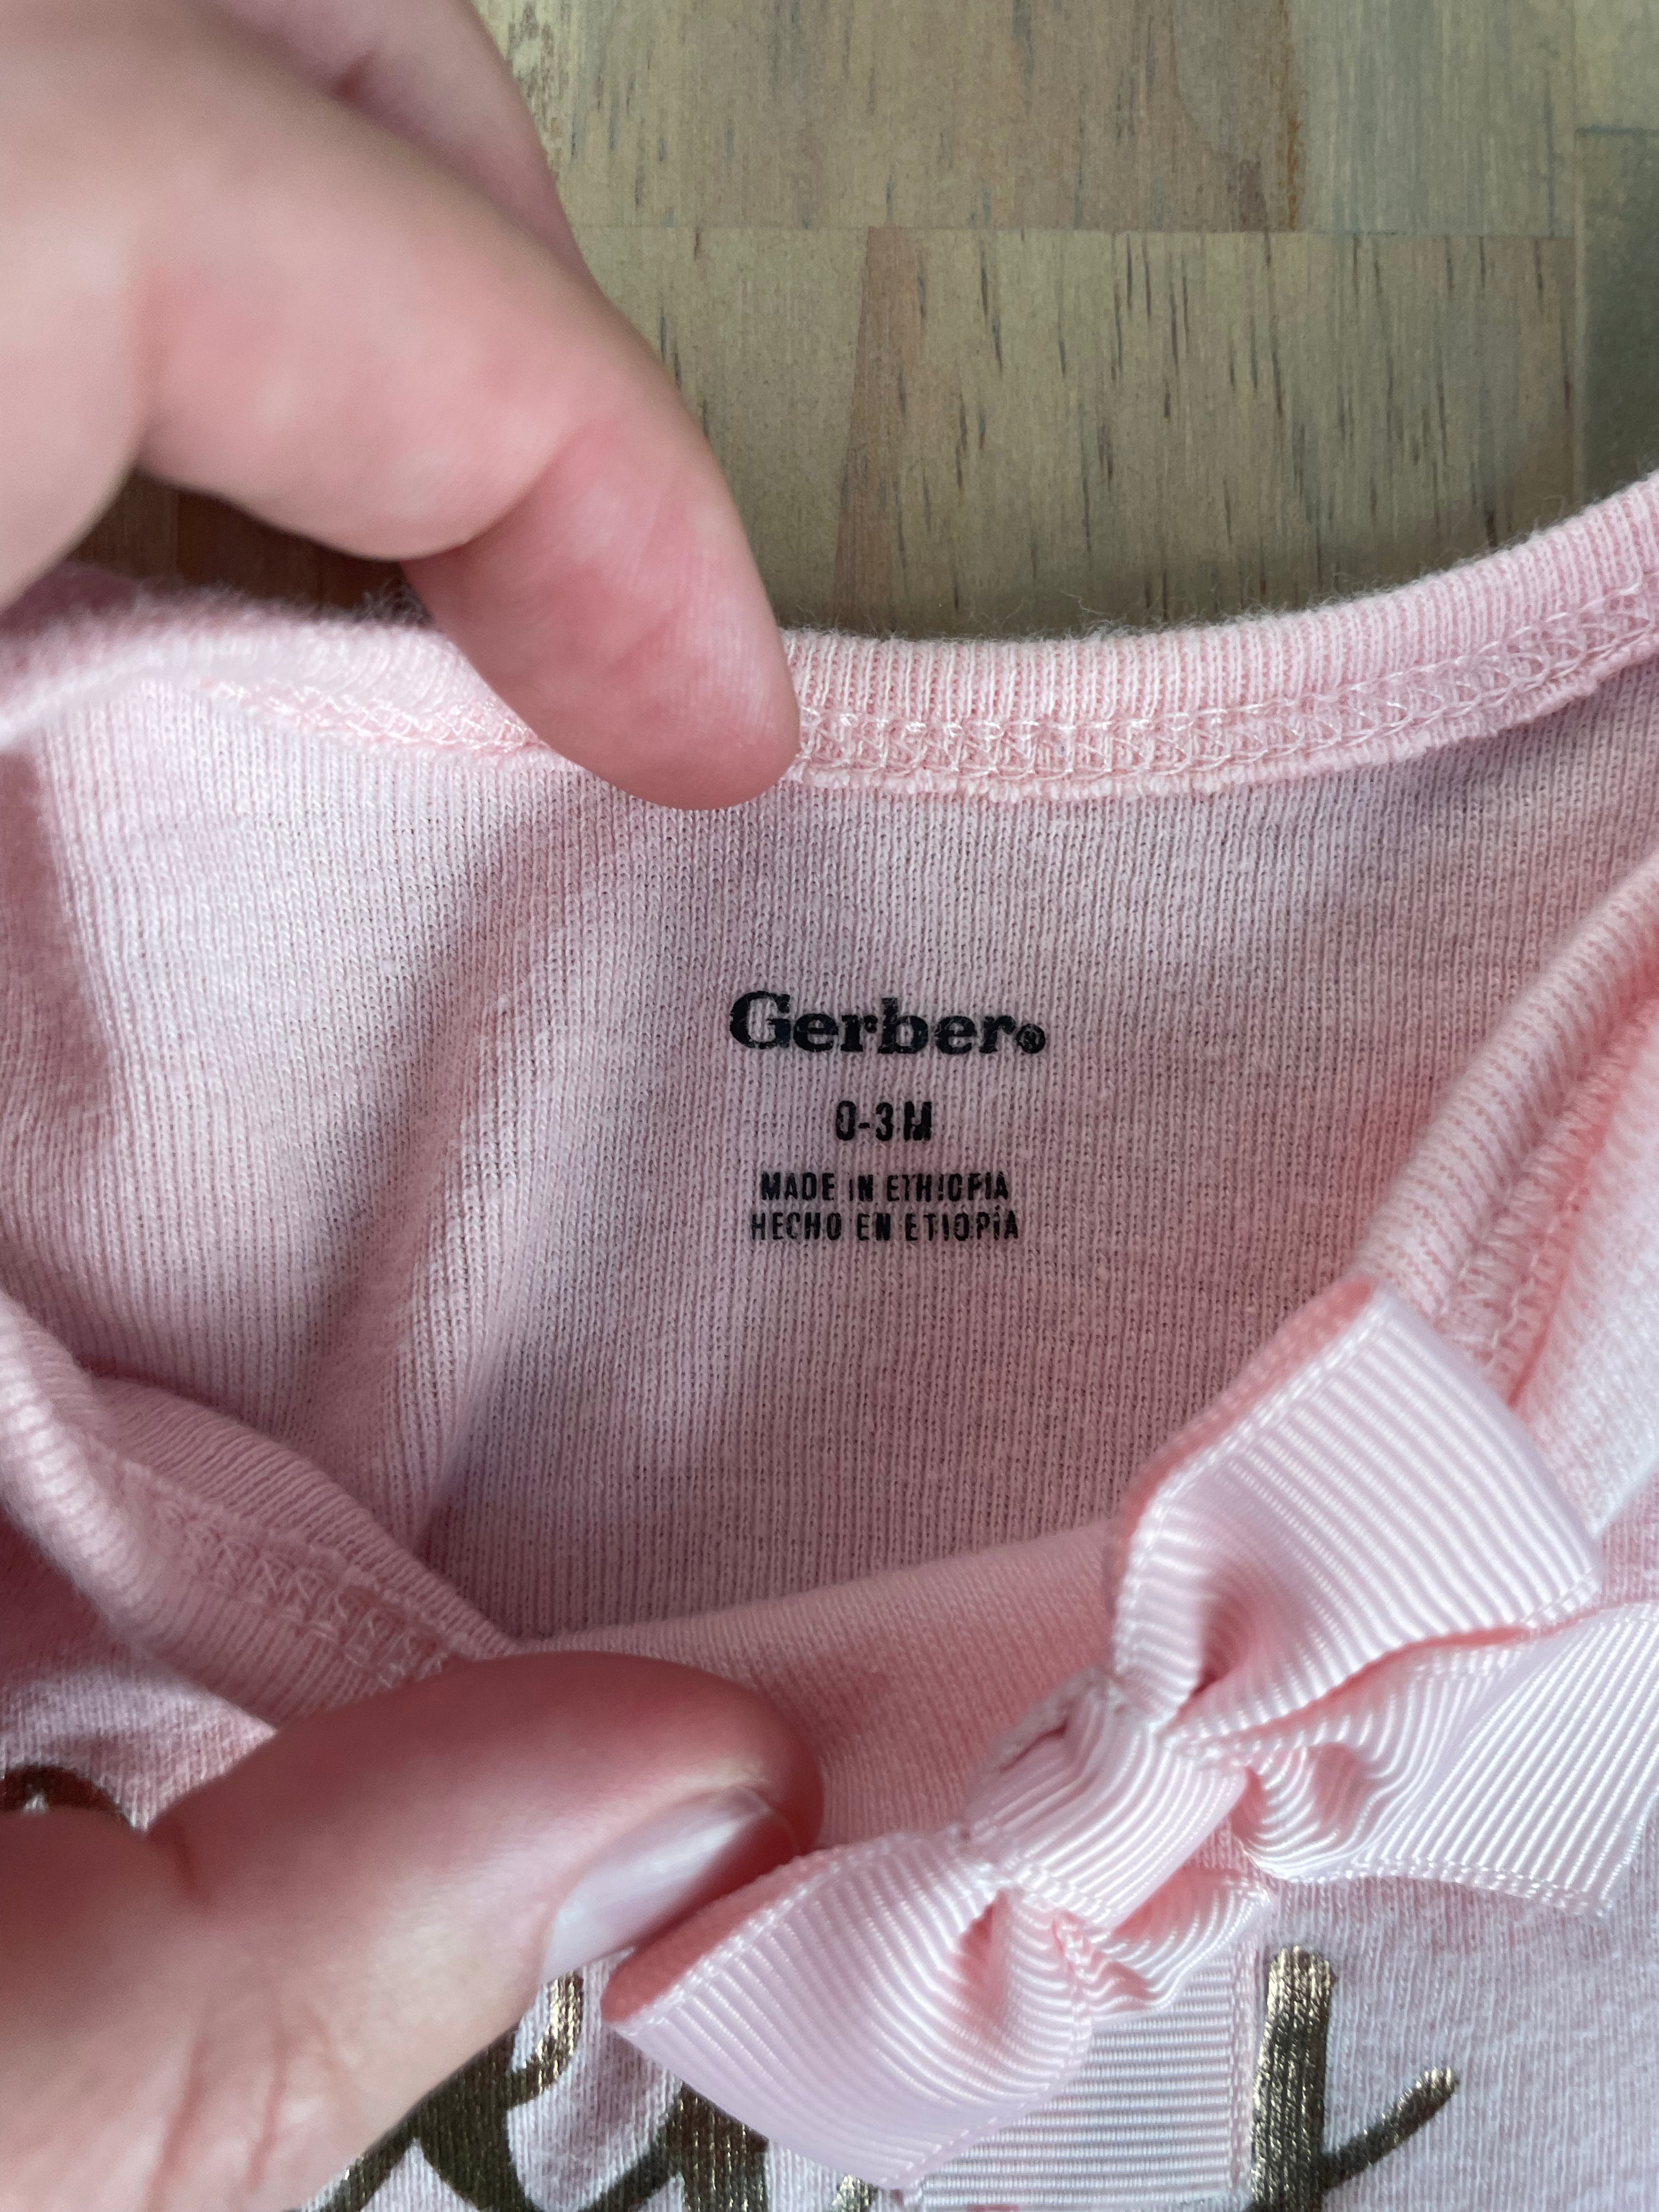 Gerber®
0-3M
MADE IN ETHIOPIA
HECHO EN ETIOPÍA